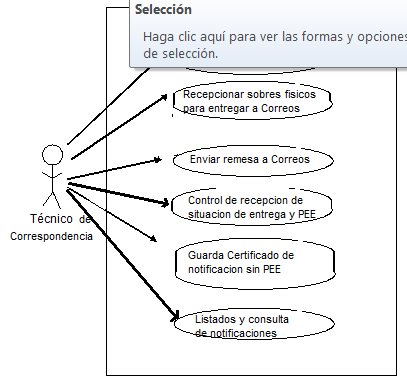 Selección
Haga clic aquí para ver las formas y opciones
de selección.
Recepcionar sobres fisicos
para entregar a Correos
Enviar remesa a Correos
Control de recepcion de
situacion de entrega y PEE
Técnico de
Correspondencia
Guarda Certificado de
notificacion sin PEE
Listados y consulta
de notificaciones